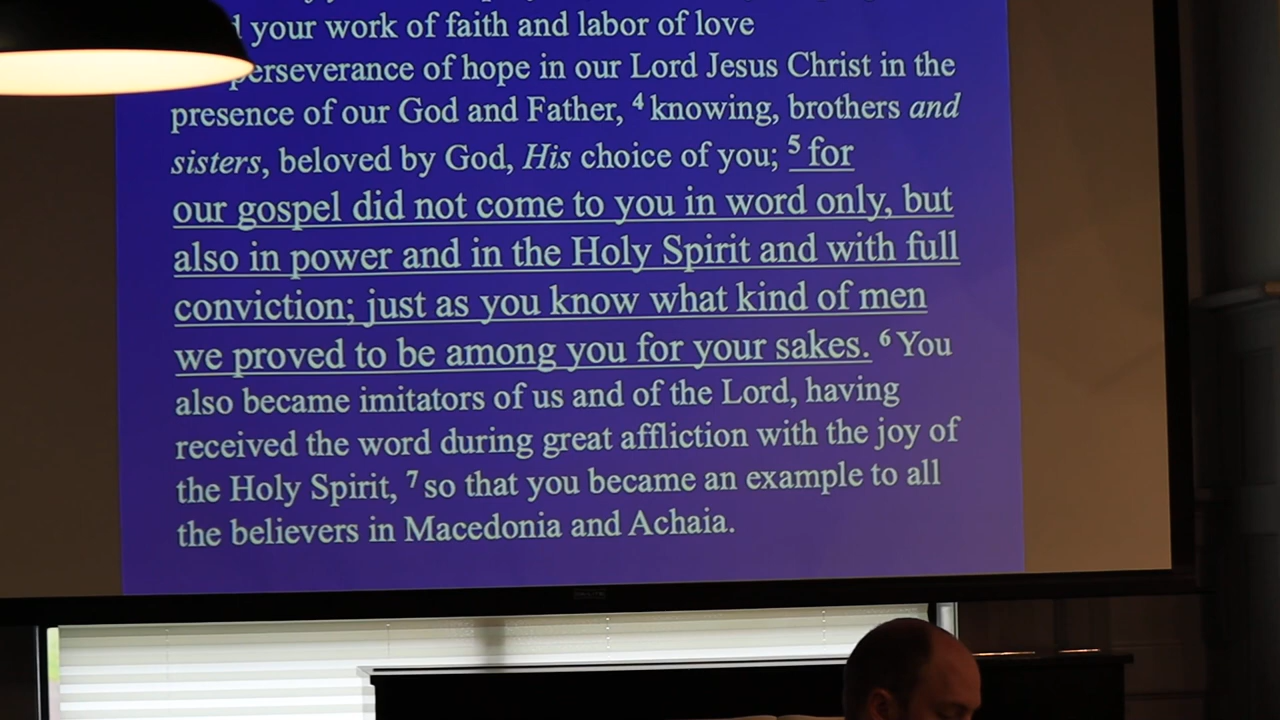 your work of faith and labor of love
perseverance of hope in our Lord Jesus Christ in the
presence of our God and Father, 4 knowing, brothers and
sisters, beloved by God, His choice of you; 5 for
our gospel did not come to you in word only, but
also in power and in the Holy Spirit and with full
conviction; just as you know what kind of men
we proved to be among you for your sakes. 6 You
also became imitators of us and of the Lord, having
received the word during great affliction with the joy of
the Holy Spirit, 7 so that you became an example to all
the believers in Macedonia and Achaia.